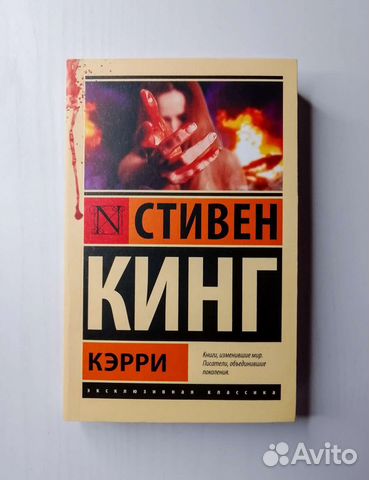 N
СТИВЕН
КИНГ
КЭРРИ
Книги, изменившие мир.
Писатели, объединившие
поколения.
эксклюзивная классика
Avito